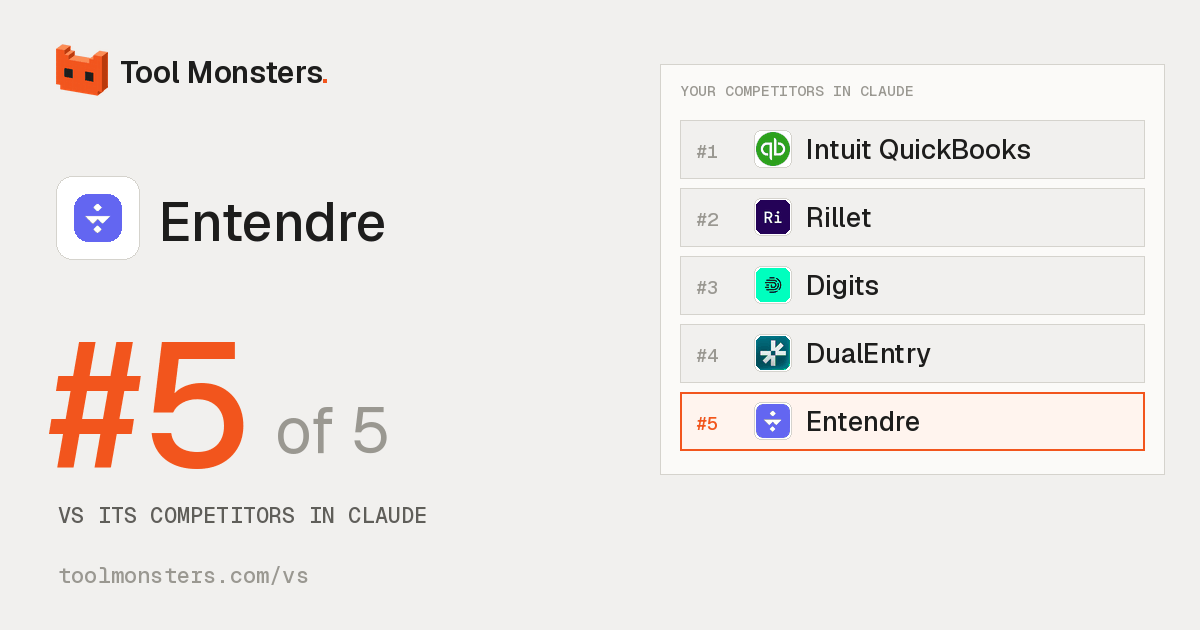 Tool Monsters.
Entendre
#5 of 5
VS ITS COMPETITORS IN CLAUDE
toolmonsters.com/vs
YOUR COMPETITORS IN CLAUDE
#1 qb Intuit QuickBooks
#2 Ri Rillet
#3 Digits
#4 DualEntry
#5 Entendre